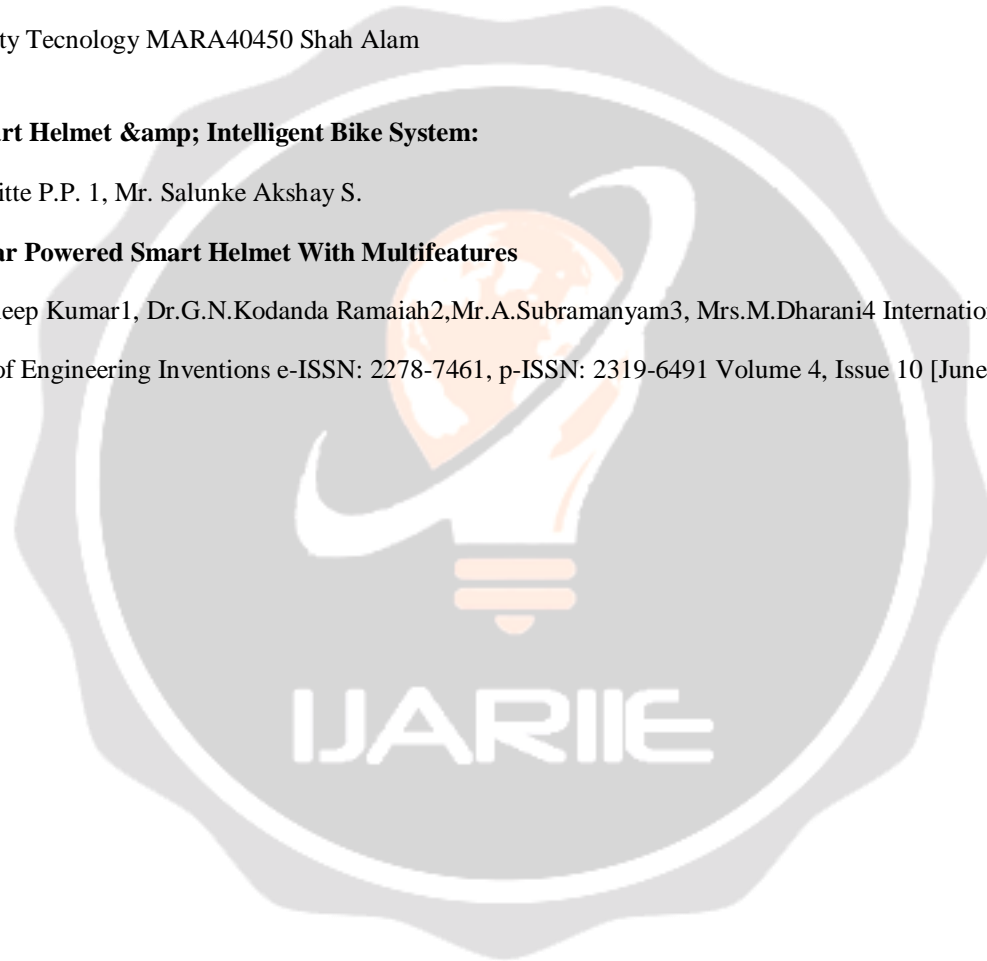 ty Tecnology MARA40450 Shah Alam
rt Helmet &amp; Intelligent Bike System:
itte P.P. 1, Mr. Salunke Akshay S.
ar Powered Smart Helmet With Multifeatures
eep Kumar1, Dr.G.N.Kodanda Ramaiah2,Mr.A.Subramanyam3, Mrs.M.Dharani4 Internatio
of Engineering Inventions e-ISSN: 2278-7461, p-ISSN: 2319-6491 Volume 4, Issue 10 [June
IJARIIE